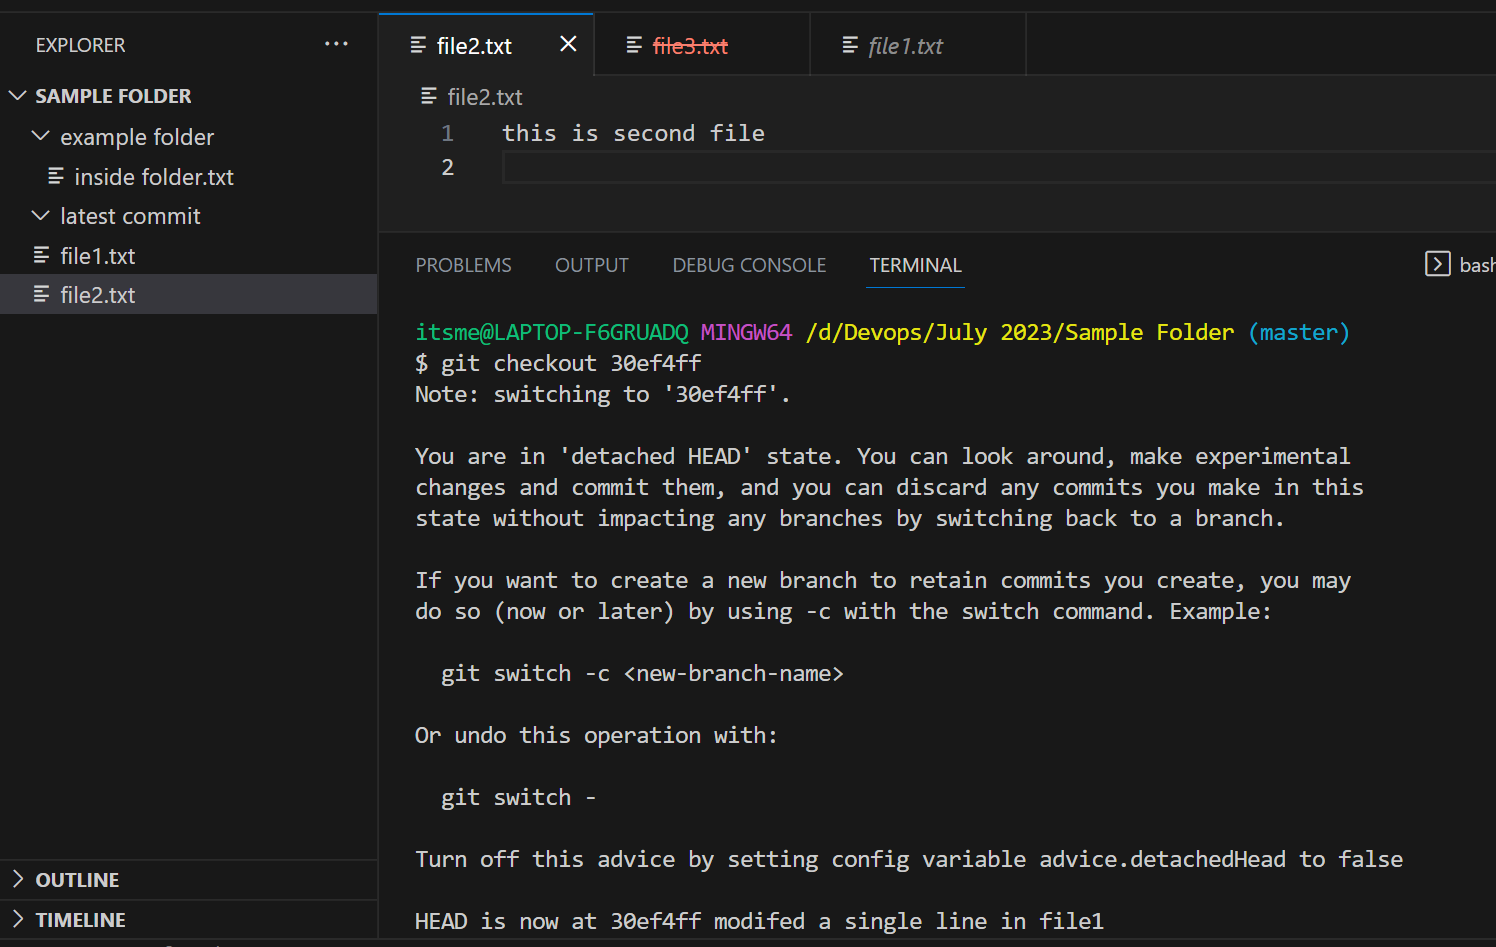 EXPLORER
···
SAMPLE FOLDER
example folder
inside folder.txt
latest commit
file1.txt
file2.txt
OUTLINE
TIMELINE
file2.txt
file3.txt
file1.txt
file2.txt
1 this is second file
2
PROBLEMS OUTPUT DEBUG CONSOLE TERMINAL
bash
itsme@LAPTOP-F6GRUADQ MINGW64 /d/Devops/July 2023/Sample Folder (master)
$ git checkout 30ef4ff
Note: switching to '30ef4ff'.
You are in 'detached HEAD' state. You can look around, make experimental
changes and commit them, and you can discard any commits you make in this
state without impacting any branches by switching back to a branch.
If you want to create a new branch to retain commits you create, you may
do so (now or later) by using -c with the switch command. Example:
git switch -c <new-branch-name>
Or undo this operation with:
git switch -
Turn off this advice by setting config variable advice.detachedHead to false
HEAD is now at 30ef4ff modifed a single line in file1